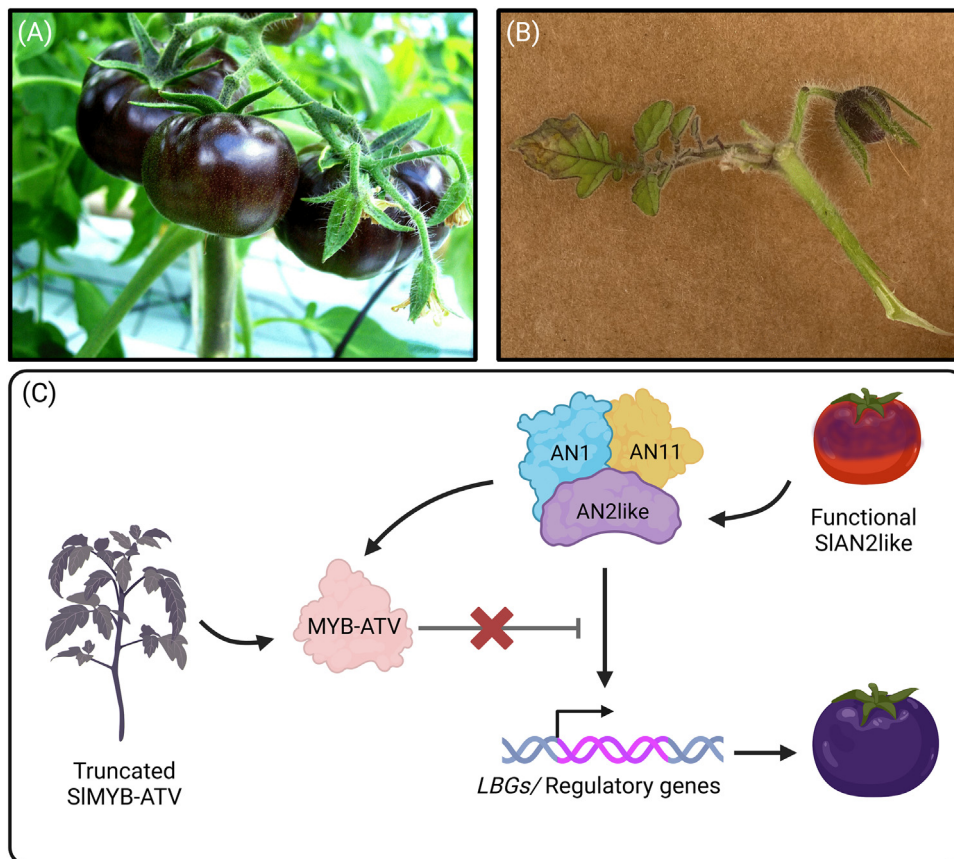 (A)
(B)
(C)
AN1
AN11
AN2like
Functional
SlAN2like
MYB-ATV
Truncated
SlMYB-ATV
LBGs/ Regulatory genes